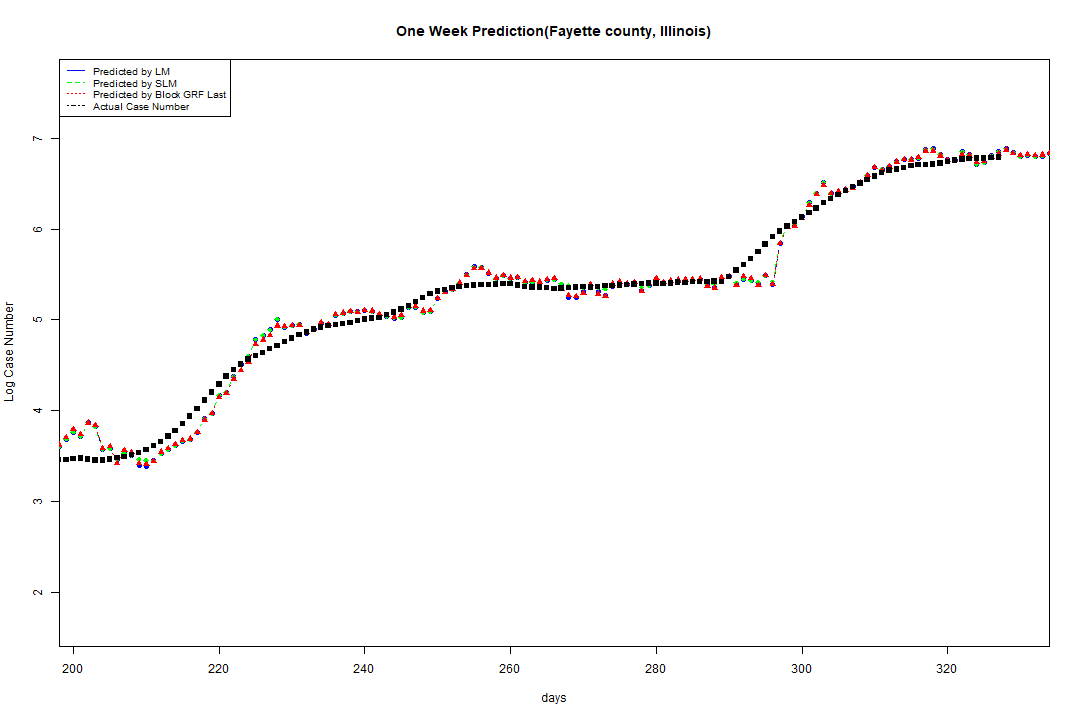 One Week Prediction(Fayette county, Illinois)
Predicted by LM
Predicted by SLM
Predicted by Block GRF Last
Actual Case Number
Log Case Number
7
6
5
4
3
2
200 220 240 260 280 300 320
days